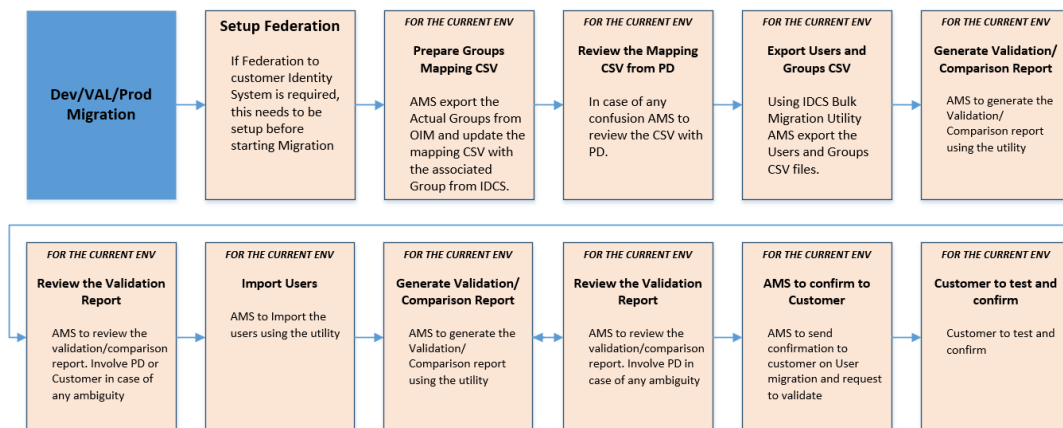 Dev/VAL/Prod
Migration
Setup Federation
If Federation to
customer Identity
System is required,
this needs to be
setup before
starting Migration
FOR THE CURRENT ENV
Prepare Groups
Mapping CSV
AMS export the
Actual Groups from
OIM and update the
mapping CSV with
the associated
Group from IDCS.
FOR THE CURRENT ENV
Review the Mapping
CSV from PD
In case of any
confusion AMS to
review the CSV with
PD.
FOR THE CURRENT ENV
Export Users and
Groups CSV
Using IDCS Bulk
Migration Utility
AMS export the
Users and Groups
CSV files.
FOR THE CURRENT ENV
Generate Validation/
Comparison Report
AMS to generate the
Validation/
Comparison report
using the utility
FOR THE CURRENT ENV
Review the Validation
Report
AMS to review the
validation/comparison
report. Involve PD or
Customer in case of
any ambiguity
FOR THE CURRENT ENV
Import Users
AMS to Import the
users using the utility
FOR THE CURRENT ENV
Generate Validation/
Comparison Report
AMS to generate the
Validation/
Comparison report
using the utility
FOR THE CURRENT ENV
Review the Validation
Report
AMS to review the
validation/comparison
report. Involve PD in
case of any ambiguity
FOR THE CURRENT ENV
AMS to confirm to
Customer
AMS to send
confirmation to
customer on User
migration and request
to validate
FOR THE CURRENT ENV
Customer to test and
confirm
Customer to test and
confirm